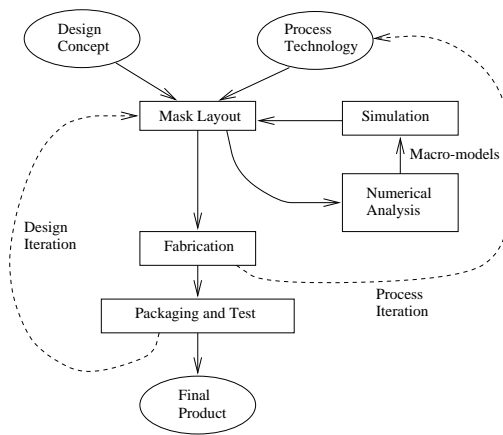 Design
Concept
Process
Technology
Mask Layout
Simulation
Macro-models
Numerical
Analysis
Design
Iteration
Fabrication
Process
Iteration
Packaging and Test
Final
Product